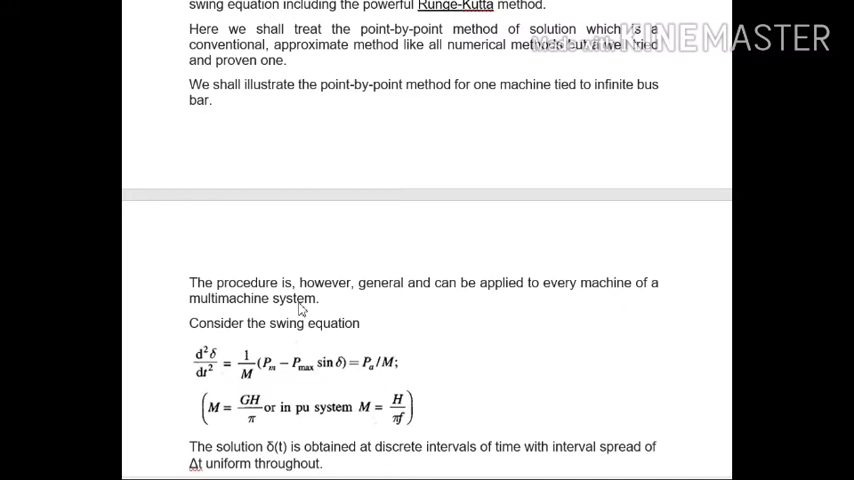 swing equation including the powerful Runge-Kutta method.
Here we shall treat the point-by-point method of solution which is a
conventional, approximate method like all numerical methods but a well tried
and proven one.
Made with KINEMASTER
We shall illustrate the point-by-point method for one machine tied to infinite bus
bar.
The procedure is, however, general and can be applied to every machine of a
multimachine system.
Consider the swing equation
d²δ/dt² = 1/M (Pₘ − Pmax sin δ) = Pₐ/M;
(M = GH/π or in pu system M = H/πf)
The solution δ(t) is obtained at discrete intervals of time with interval spread of
Δt uniform throughout.